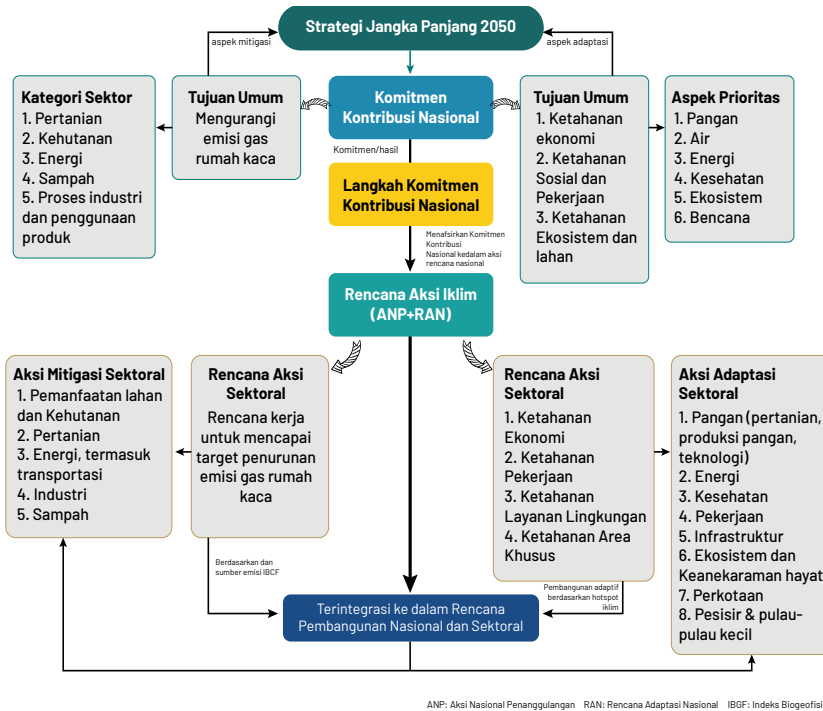 Strategi Jangka Panjang 2050
aspek mitigasi
aspek adaptasi
Kategori Sektor
1. Pertanian
2. Kehutanan
3. Energi
4. Sampah
5. Proses industri
dan penggunaan
produk
Tujuan Umum
Mengurangi
emisi gas
rumah kaca
Komitmen
Kontribusi Nasional
Tujuan Umum
1. Ketahanan
ekonomi
2. Ketahanan
Sosial dan
Pekerjaan
3. Ketahanan
Ekosistem dan
lahan
Aspek Prioritas
1. Pangan
2. Air
3. Energi
4. Kesehatan
5. Ekosistem
6. Bencana
Komitmen/hasil
Langkah Komitmen
Kontribusi Nasional
Menafsirkan Komitmen
Kontribusi
Nasional kedalam aksi
rencana nasional
Rencana Aksi Iklim
(ANP+RAN)
Aksi Mitigasi Sektoral
1. Pemanfaatan lahan
dan Kehutanan
2. Pertanian
3. Energi, termasuk
transportasi
4. Industri
5. Sampah
Rencana Aksi
Sektoral
Rencana kerja
untuk mencapai
target penurunan
emisi gas rumah
kaca
Rencana Aksi
Sektoral
1. Ketahanan
Ekonomi
2. Ketahanan
Pekerjaan
3. Ketahanan
Layanan Lingkungan
4. Ketahanan Area
Khusus
Aksi Adaptasi
Sektoral
1. Pangan (pertanian,
produksi pangan,
teknologi)
2. Energi
3. Kesehatan
4. Pekerjaan
5. Infrastruktur
6. Ekosistem dan
Keanekaraman hayat
7. Perkotaan
8. Pesisir & pulau-
pulau kecil
Berdasarkan dan
sumber emisi IBCF
Pembangunan adaptif
berdasarkan hotspot
iklim
Terintegrasi ke dalam Rencana
Pembangunan Nasional dan Sektoral
ANP: Aksi Nasional Penanggulangan RAN: Rencana Adaptasi Nasional IBGF: Indeks Biogeofisi